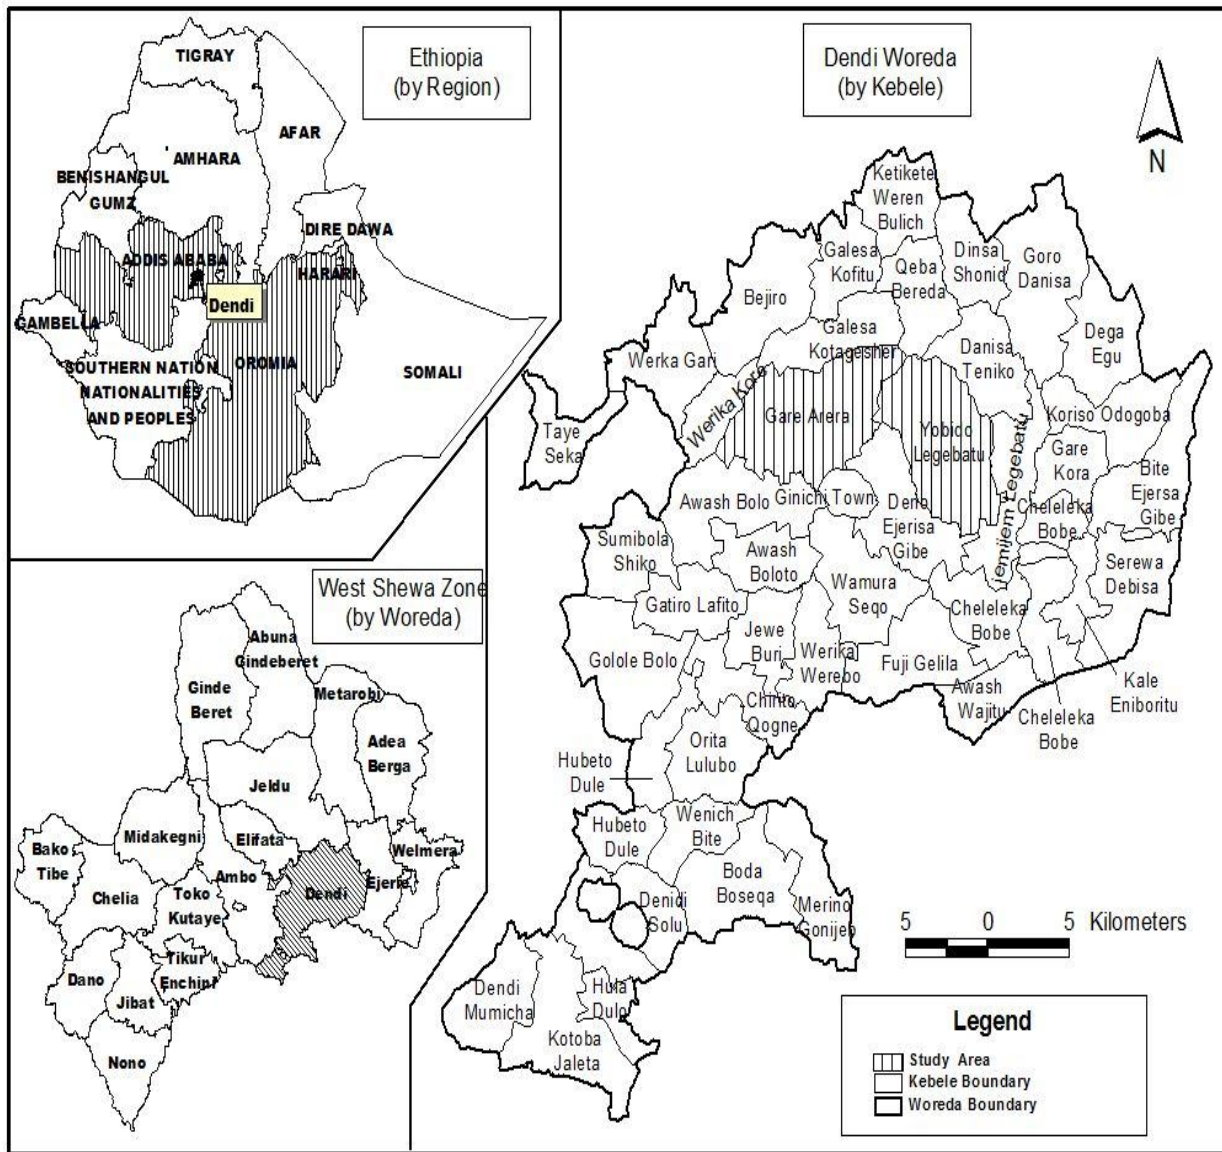 Ethiopia
(by Region)
TIGRAY
AFAR
AMHARA
BENISHANGUL
GUMZ
DIRE DAWA
ADDIS ABABA
HARARI
Dendi
GAMBELLA
OROMIA
SOUTHERN NATION
NATIONALITIES
AND PEOPLES
SOMALI
West Shewa Zone
(by Woreda)
Abuna
Gindeberet
Ginde
Beret
Metarobi
Adea
Berga
Jeldu
Midakegni
Elifata
Bako
Tibe
Welmera
Chelia
Ambo
Toko
Kutaye
Dendi
Ejerie
Tikur
Enchini
Dano
Jibat
Nono
Dendi Woreda
(by Kebele)
N
Ketikete
Weren
Bulich
Galesa
Kofitu
Qeba
Bereda
Dinsa
Shonid
Goro
Danisa
Bejiro
Galesa
Kotagesher
Dega
Egu
Werka Gari
Danisa
Teniko
Werika Kore
Gare Arera
Yobido
Legebatu
Koriso Odogoba
Taye
Seka
Jemijem Legebatu
Gare
Kora
Bite
Ejersa
Gibe
Awash Bolo
Ginichi Town
Deno
Ejerisa
Gibe
Cheleleka
Bobe
Sumibola
Shiko
Awash
Boloto
Wamura
Seqo
Serewa
Debisa
Gatiro Lafito
Cheleleka
Bobe
Jewe
Buri
Golole Bolo
Werika
Werebo
Fuji Gelila
Awash
Wajitu
Kale
Eniboritu
Cheleleka
Bobe
Chirito
Qogne
Orita
Lulubo
Hubeto
Dule
Hubeto
Dule
Wenich
Bite
Boda
Boseqa
Denidi
Solu
Merino
Gonijeb
Dendi
Mumicha
Hula
Dulo
Kotoba
Jaleta
5 0 5 Kilometers
Legend
Study Area
Kebele Boundary
Woreda Boundary